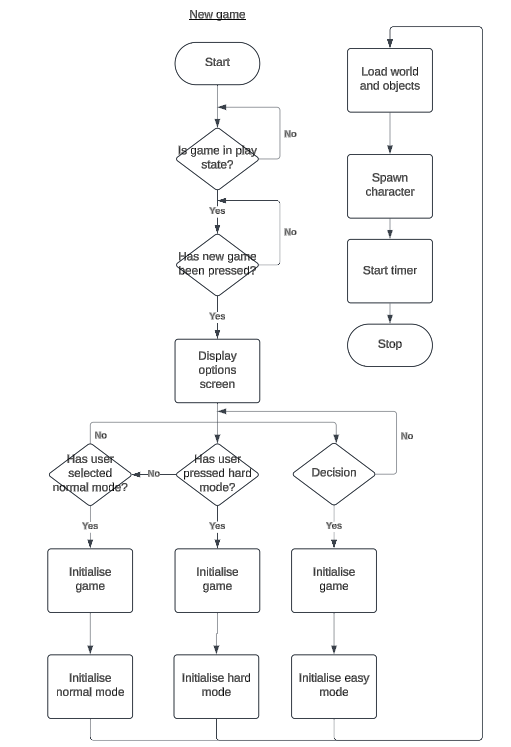 New game
Start
Is game in play
state?
No
Yes
Has new game
been pressed?
No
Yes
Display
options
screen
No
Has user
selected
normal mode?
No
Has user
pressed hard
mode?
Decision
No
Yes
Yes
Yes
Initialise
game
Initialise
game
Initialise
game
Initialise
normal mode
Initialise hard
mode
Initialise easy
mode
Load world
and objects
Spawn
character
Start timer
Stop